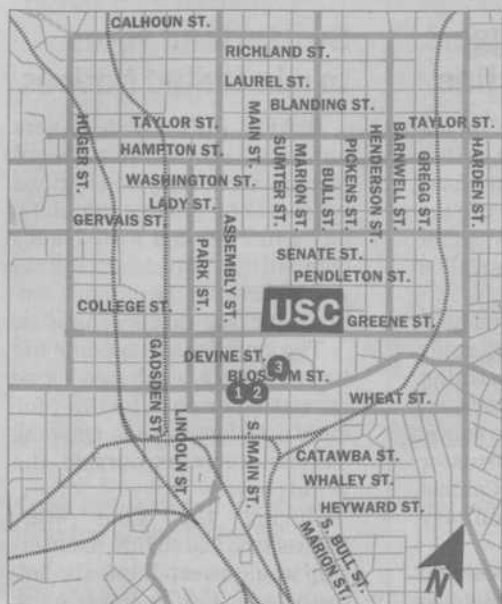 CALHOUN ST.
RICHLAND ST.
LAUREL ST.
BLANDING ST.
TAYLOR ST.
TAYLOR ST.
HUGER ST.
MAIN ST.
SUMTER ST.
MARION ST.
BULL ST.
PICKENS ST.
HENDERSON ST.
BARNWELL ST.
GREGG ST.
HARDEN ST.
HAMPTON ST.
WASHINGTON ST.
LADY ST.
GERVAIS ST.
PARK ST.
ASSEMBLY ST.
SENATE ST.
PENDLETON ST.
COLLEGE ST.
USC
GREENE ST.
GADSDEN ST.
DEVINE ST.
3
BLOSSOM ST.
1 2
WHEAT ST.
LINCOLN ST
S. MAIN ST.
CATAWBA ST.
WHALEY ST.
HEYWARD ST.
S. BULL ST.
MARION ST.
N